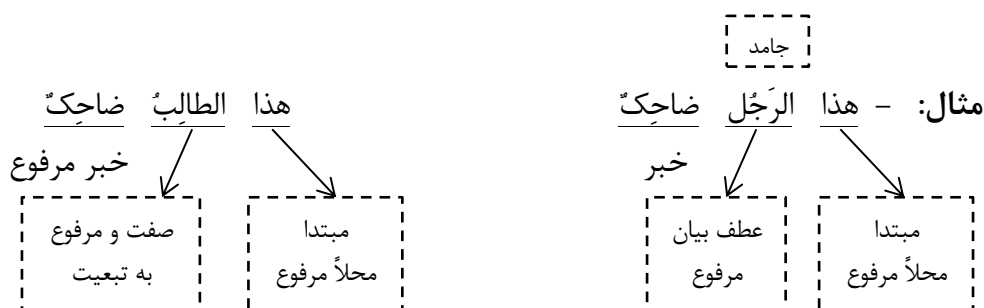 جامد
مثال: - هذا الرَجُل ضاحِکٌ
خبر
مبتدا
محلاً مرفوع
عطف بیان
مرفوع
هذا الطالِبُ ضاحِکٌ
خبر مرفوع
مبتدا
محلاً مرفوع
صفت و مرفوع
به تبعیت